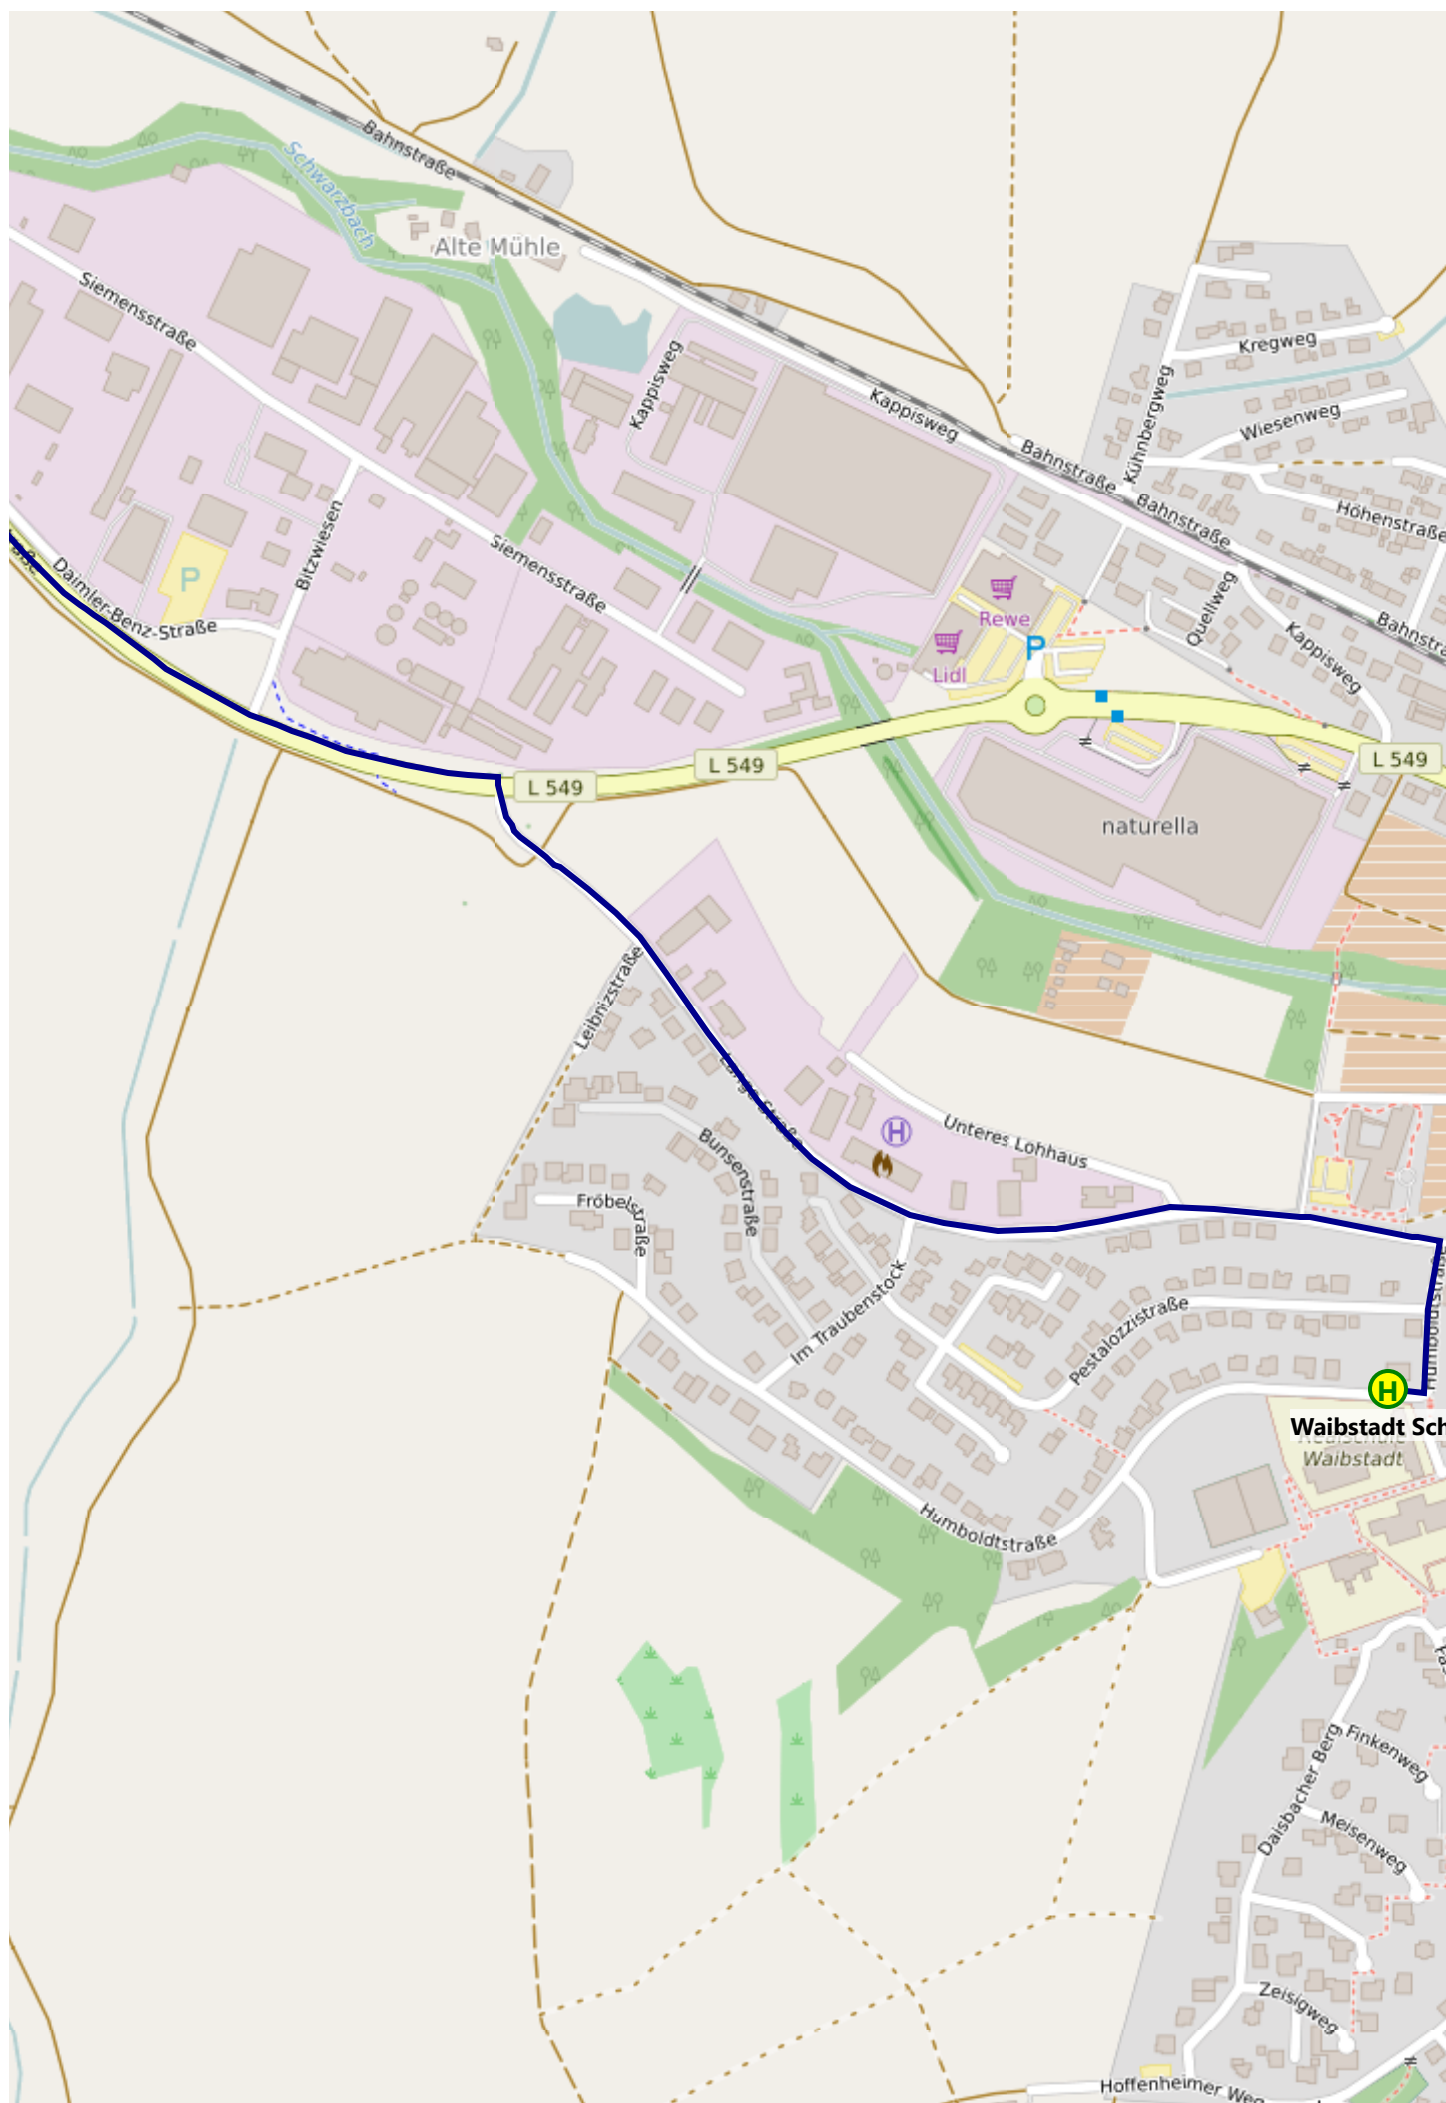 Bahnstraße
Schwarzbach
Alte Mühle
Siemensstraße
Kappisweg
Kregweg
Kühnbergweg
Kappisweg
Wiesenweg
Bahnstraße
Bahnstraße
Höhenstraße
Bitzwiesen
Siemensstraße
Daimler-Benz-Straße
P
Rewe
Lidl
P
Quellweg
Kappisweg
L 549
L 549
L 549
naturella
Leibnizstraße
Lange Straße
Unteres Lohhaus
H
Bunsenstraße
Fröbelstraße
Im Traubenstock
Pestalozzistraße
Humboldtstraße
H
Waibstadt Sch
Realschule
Waibstadt
Humboldtstraße
Finkenweg
Daisbacher Berg
Meisenweg
Zeisigweg
Hoffenheimer Weg